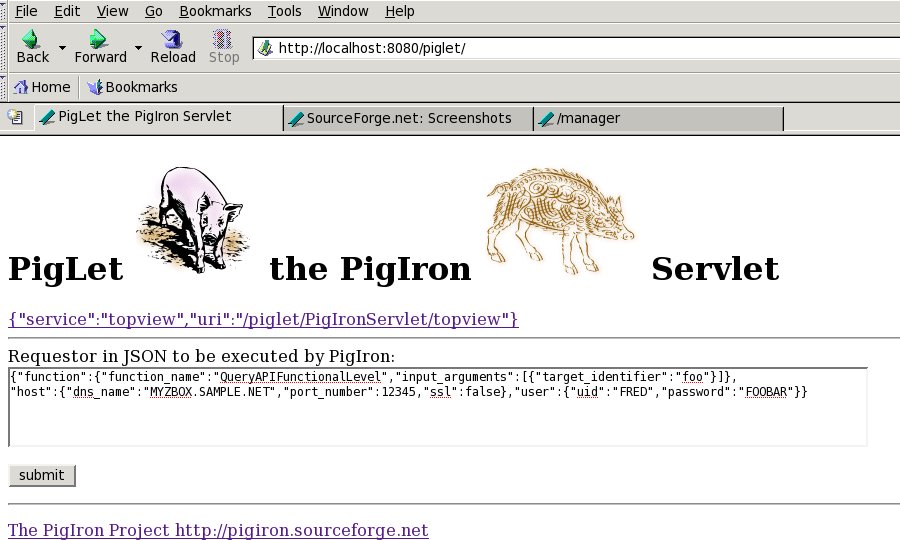 File Edit View Go Bookmarks Tools Window Help
Back Forward Reload Stop http://localhost:8080/piglet/
Home Bookmarks
PigLet the PigIron Servlet SourceForge.net: Screenshots /manager
PigLet the PigIron Servlet
{"service":"topview","uri":"/piglet/PigIronServlet/topview"}
Requestor in JSON to be executed by PigIron:
{"function":{"function_name":"QueryAPIFunctionalLevel","input_arguments":[{"target_identifier":"foo"}]},
"host":{"dns_name":"MYZBOX.SAMPLE.NET","port_number":12345,"ssl":false},"user":{"uid":"FRED","password":"FOOBAR"}}
submit
The PigIron Project http://pigiron.sourceforge.net